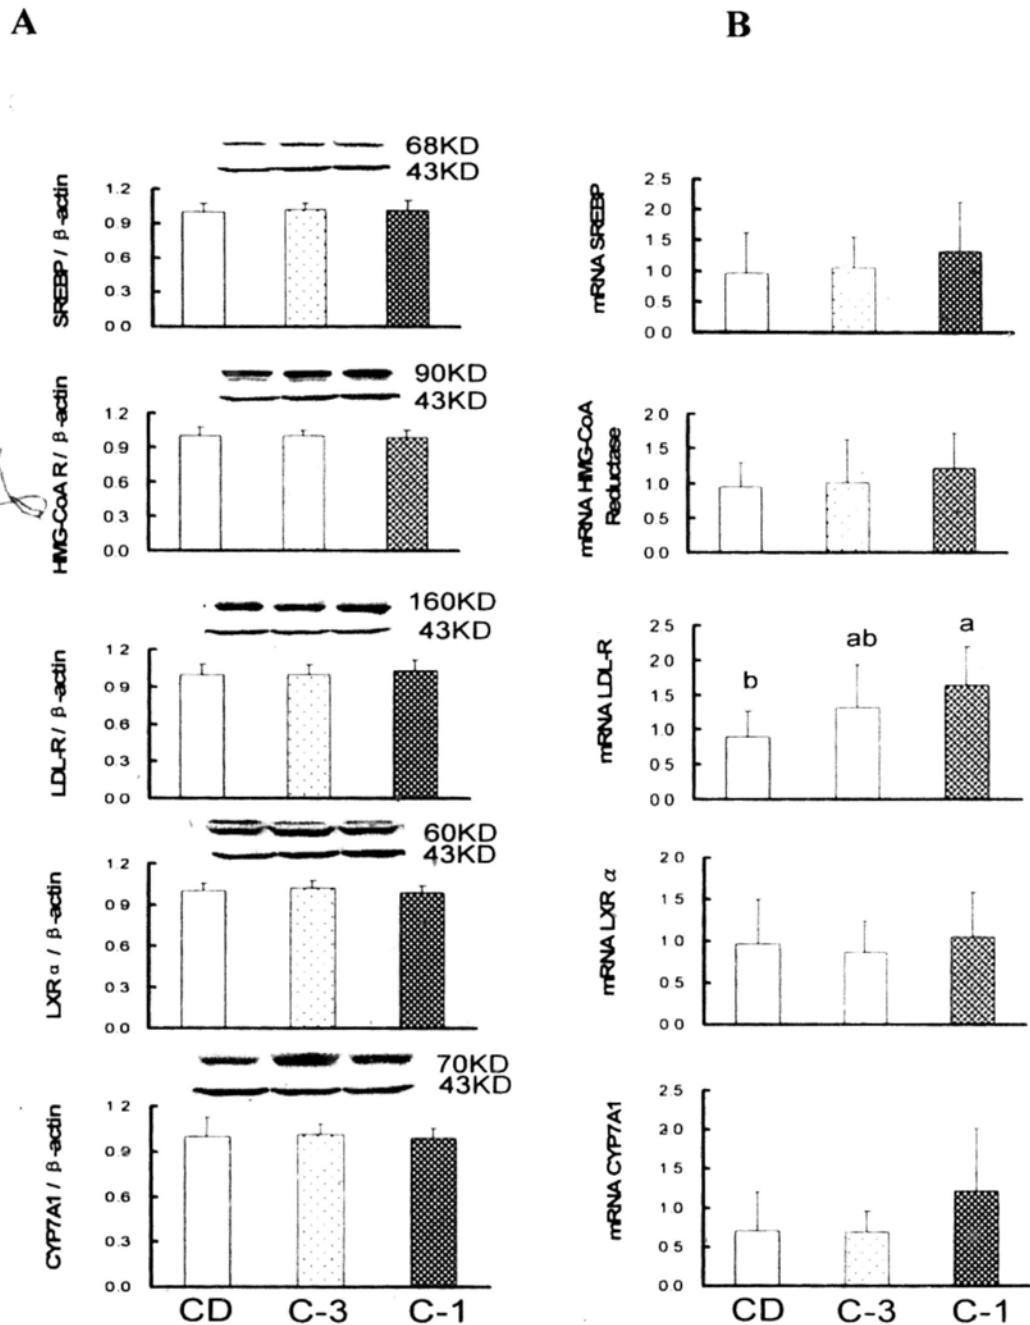 A
B
68KD
43KD
SREBP / β-actin
1.2
0.9
0.6
0.3
0.0
mRNA SREBP
2.5
2.0
1.5
1.0
0.5
0.0
90KD
43KD
HMG-CoA R / β-actin
1.2
0.9
0.6
0.3
0.0
mRNA HMG-CoA
Reductase
2.0
1.5
1.0
0.5
0.0
160KD
43KD
LDL-R / β-actin
1.2
0.9
0.6
0.3
0.0
mRNA LDL-R
2.5
2.0
1.5
1.0
0.5
0.0
b
ab
a
60KD
43KD
LXR α / β-actin
1.2
0.9
0.6
0.3
0.0
mRNA LXR α
2.0
1.5
1.0
0.5
0.0
70KD
43KD
CYP7A1 / β-actin
1.2
0.9
0.6
0.3
0.0
CD
C-3
C-1
mRNA CYP7A1
2.5
2.0
1.5
1.0
0.5
0.0
CD
C-3
C-1